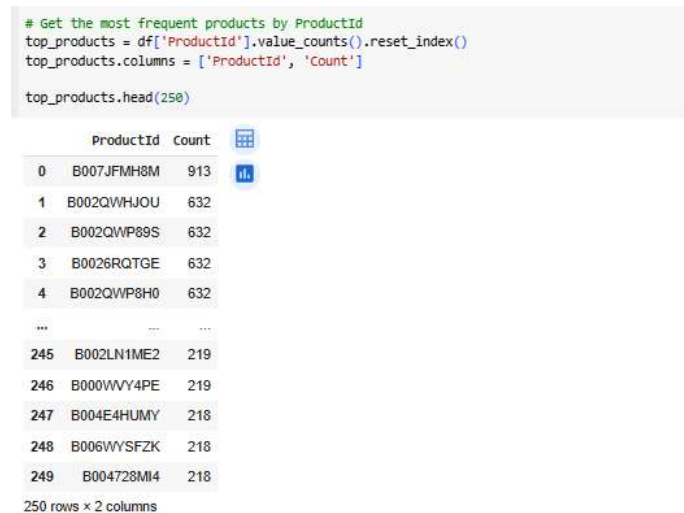 # Get the most frequent products by ProductId
top_products = df['ProductId'].value_counts().reset_index()
top_products.columns = ['ProductId', 'Count']
top_products.head(250)
ProductId Count
0 B007JFMH8M 913
1 B002QWHJOU 632
2 B002QWP89S 632
3 B0026RQTGE 632
4 B002QWP8H0 632
... ... ...
245 B002LN1ME2 219
246 B000WVY4PE 219
247 B004E4HUMY 218
248 B006WYSFZK 218
249 B004728MI4 218
250 rows × 2 columns